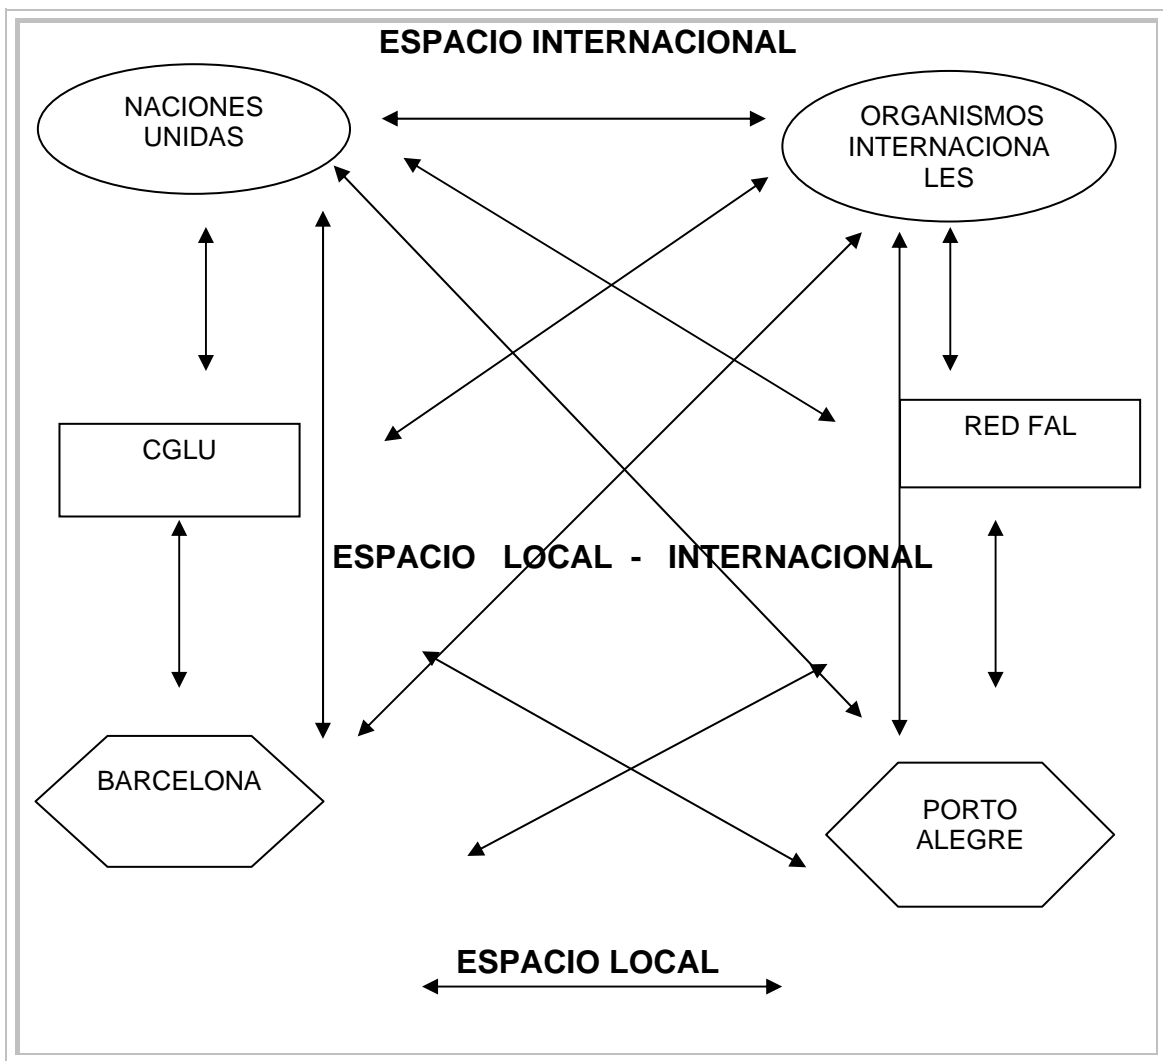 ESPACIO INTERNACIONAL
NACIONES
UNIDAS
ORGANISMOS
INTERNACIONA
LES
CGLU
RED FAL
ESPACIO LOCAL - INTERNACIONAL
BARCELONA
PORTO
ALEGRE
ESPACIO LOCAL